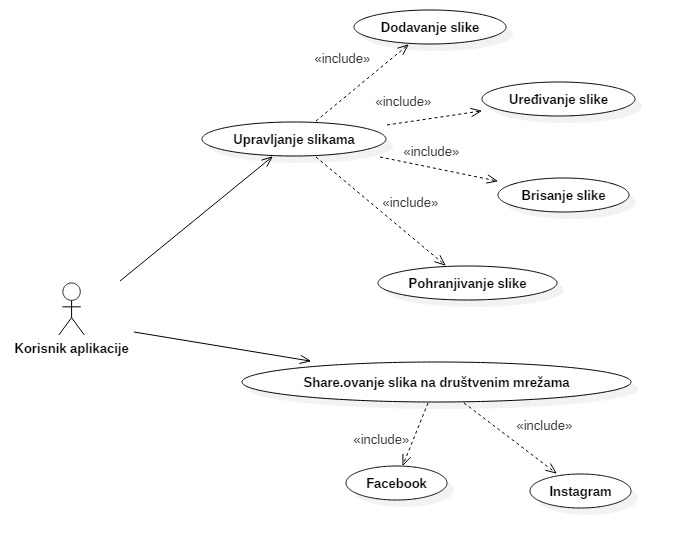 Dodavanje slike
«include»
Uređivanje slike
«include»
Upravljanje slikama
«include»
Brisanje slike
«include»
Pohranjivanje slike
Korisnik aplikacije
Share.ovanje slika na društvenim mrežama
«include»
«include»
Facebook
Instagram